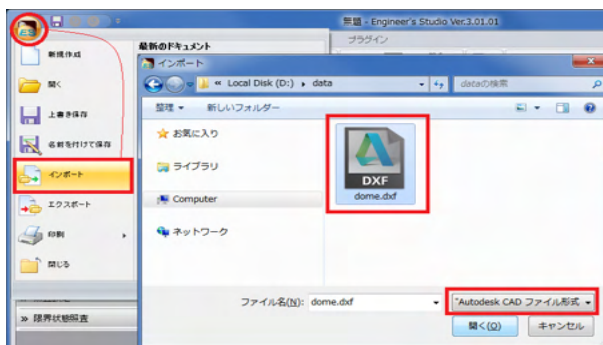 ES
無題 - Engineer's Studio Ver.3.01.01
プラグイン
新規作成
開く
上書き保存
名前を付けて保存
インポート
エクスポート
印刷
閉じる
» 限界状態照査
最新のドキュメント
インポート
« Local Disk (D:) ▸ data
dataの検索
整理 新しいフォルダー
お気に入り
ライブラリ
Computer
ネットワーク
DXF
dome.dxf
ファイル名(N): dome.dxf
"Autodesk CAD ファイル形式
開く(O) キャンセル